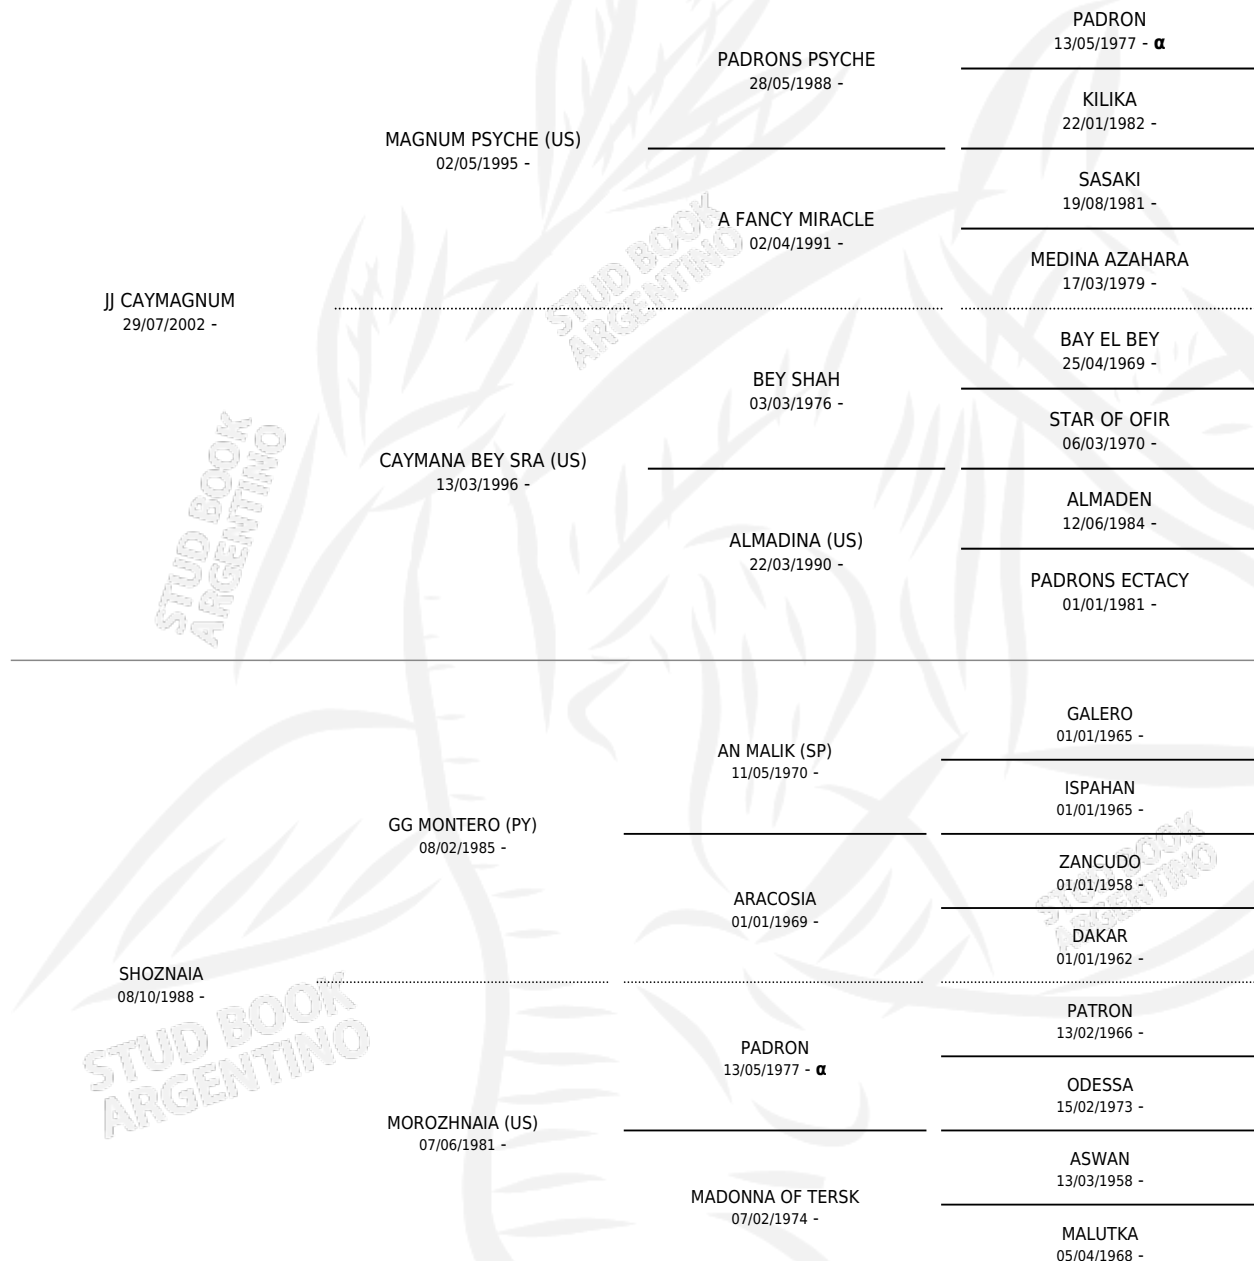 PADRON
13/05/1977 - α
PADRONS PSYCHE
28/05/1988 -
KILIKA
22/01/1982 -
MAGNUM PSYCHE (US)
02/05/1995 -
SASAKI
19/08/1981 -
A FANCY MIRACLE
02/04/1991 -
MEDINA AZAHARA
17/03/1979 -
JJ CAYMAGNUM
29/07/2002 -
BAY EL BEY
25/04/1969 -
BEY SHAH
03/03/1976 -
STAR OF OFIR
06/03/1970 -
CAYMANA BEY SRA (US)
13/03/1996 -
ALMADEN
12/06/1984 -
ALMADINA (US)
22/03/1990 -
PADRONS ECTACY
01/01/1981 -
GALERO
01/01/1965 -
AN MALIK (SP)
11/05/1970 -
ISPAHAN
01/01/1965 -
GG MONTERO (PY)
08/02/1985 -
ZANCUDO
01/01/1958 -
ARACOSIA
01/01/1969 -
DAKAR
01/01/1962 -
SHOZNAIA
08/10/1988 -
PATRON
13/02/1966 -
PADRON
13/05/1977 - α
ODESSA
15/02/1973 -
MOROZHNAIA (US)
07/06/1981 -
ASWAN
13/03/1958 -
MADONNA OF TERSK
07/02/1974 -
MALUTKA
05/04/1968 -
STUD BOOK
ARGENTINO
STUD BOOK
ARGENTINO
STUD BOOK
ARGENTINO
STUD BOOK
ARGENTINO